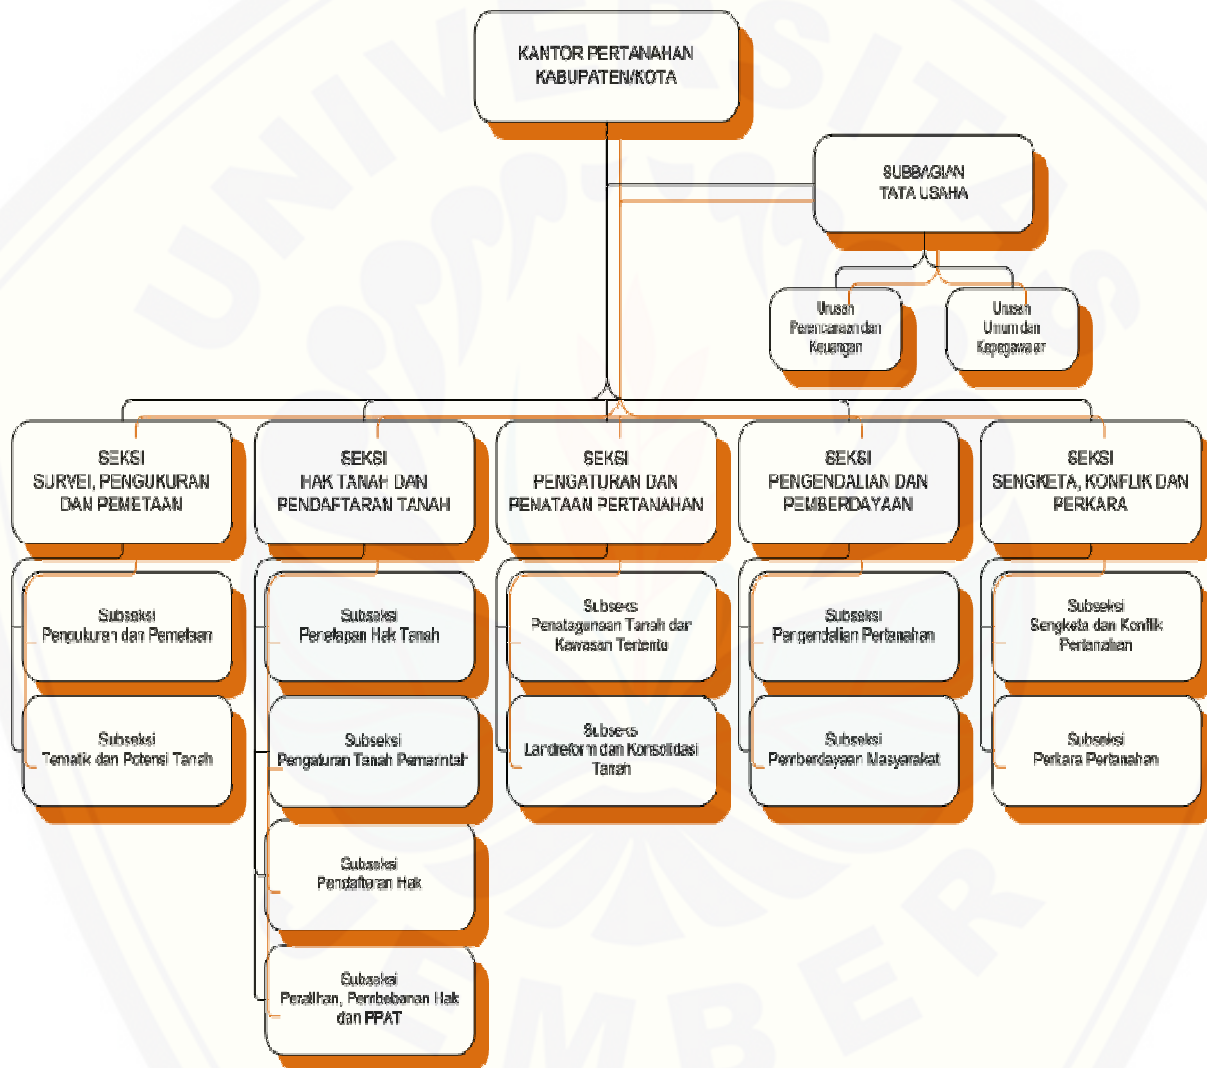 KANTOR PERTANAHAN
KABUPATEN/KOTA
SUBBAGIAN
TATA USAHA
Urusan
Perencanaan dan
Keuangan
Urusan
Umum dan
Kepegawaian
SEKSI
SURVEI, PENGUKURAN
DAN PEMETAAN
SEKSI
HAK TANAH DAN
PENDAFTARAN TANAH
SEKSI
PENGATURAN DAN
PENATAAN PERTANAHAN
SEKSI
PENGENDALIAN DAN
PEMBERDAYAAN
SEKSI
SENGKETA, KONFLIK DAN
PERKARA
Subseksi
Pengukuran dan Pemetaan
Subseksi
Tematik dan Potensi Tanah
Subseksi
Penetapan Hak Tanah
Subseksi
Pengaturan Tanah Pemerintah
Subseksi
Pendaftaran Hak
Subseksi
Peralihan, Pembebanan Hak
dan PPAT
Subseksi
Penatagunaan Tanah dan
Kawasan Tertentu
Subseksi
Landreform dan Konsolidasi
Tanah
Subseksi
Pengendalian Pertanahan
Subseksi
Pemberdayaan Masyarakat
Subseksi
Sengketa dan Konflik
Pertanahan
Subseksi
Perkara Pertanahan
UNIVERSITAS
JEMBER